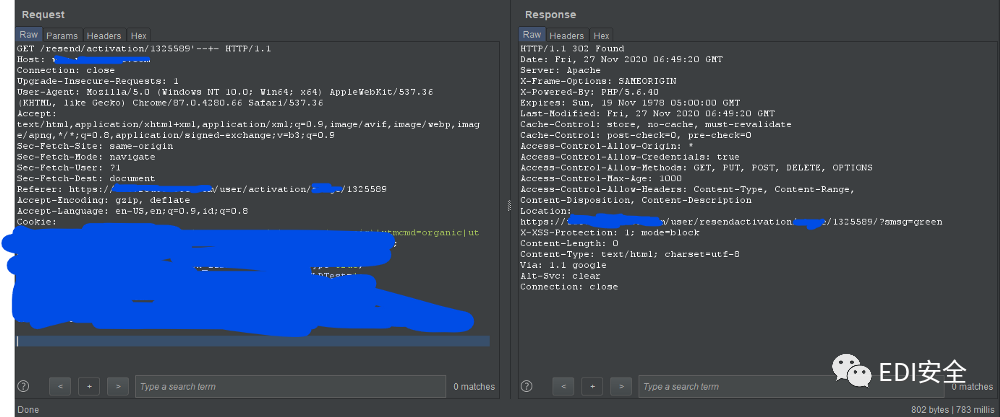 Request
Raw Params Headers Hex
GET /resend/activation/1325589'--+- HTTP/1.1
Host:
Connection: close
Upgrade-Insecure-Requests: 1
User-Agent: Mozilla/5.0 (Windows NT 10.0; Win64; x64) AppleWebKit/537.36
(KHTML, like Gecko) Chrome/87.0.4280.66 Safari/537.36
Accept:
text/html,application/xhtml+xml,application/xml;q=0.9,image/avif,image/webp,imag
e/apng,*/*;q=0.8,application/signed-exchange;v=b3;q=0.9
Sec-Fetch-Site: same-origin
Sec-Fetch-Mode: navigate
Sec-Fetch-User: ?1
Sec-Fetch-Dest: document
Referer: https:/ /user/activation/ /1325589
Accept-Encoding: gzip, deflate
Accept-Language: en-US,en;q=0.9,id;q=0.8
Cookie:
utmcmd=organic|ut
? < + > Type a search term 0 matches
Done
Response
Raw Headers Hex
HTTP/1.1 302 Found
Date: Fri, 27 Nov 2020 06:49:20 GMT
Server: Apache
X-Frame-Options: SAMEORIGIN
X-Powered-By: PHP/5.6.40
Expires: Sun, 19 Nov 1978 05:00:00 GMT
Last-Modified: Fri, 27 Nov 2020 06:49:20 GMT
Cache-Control: store, no-cache, must-revalidate
Cache-Control: post-check=0, pre-check=0
Access-Control-Allow-Origin: *
Access-Control-Allow-Credentials: true
Access-Control-Allow-Methods: GET, PUT, POST, DELETE, OPTIONS
Access-Control-Max-Age: 1000
Access-Control-Allow-Headers: Content-Type, Content-Range,
Content-Disposition, Content-Description
Location:
https:// m/user/resendactivation/ e/1325589/?smsg=green
X-XSS-Protection: 1; mode=block
Content-Length: 0
Content-Type: text/html; charset=utf-8
Via: 1.1 google
Alt-Svc: clear
Connection: close
? < + > Type a search term 0 matches
802 bytes | 783 millis
EDI安全